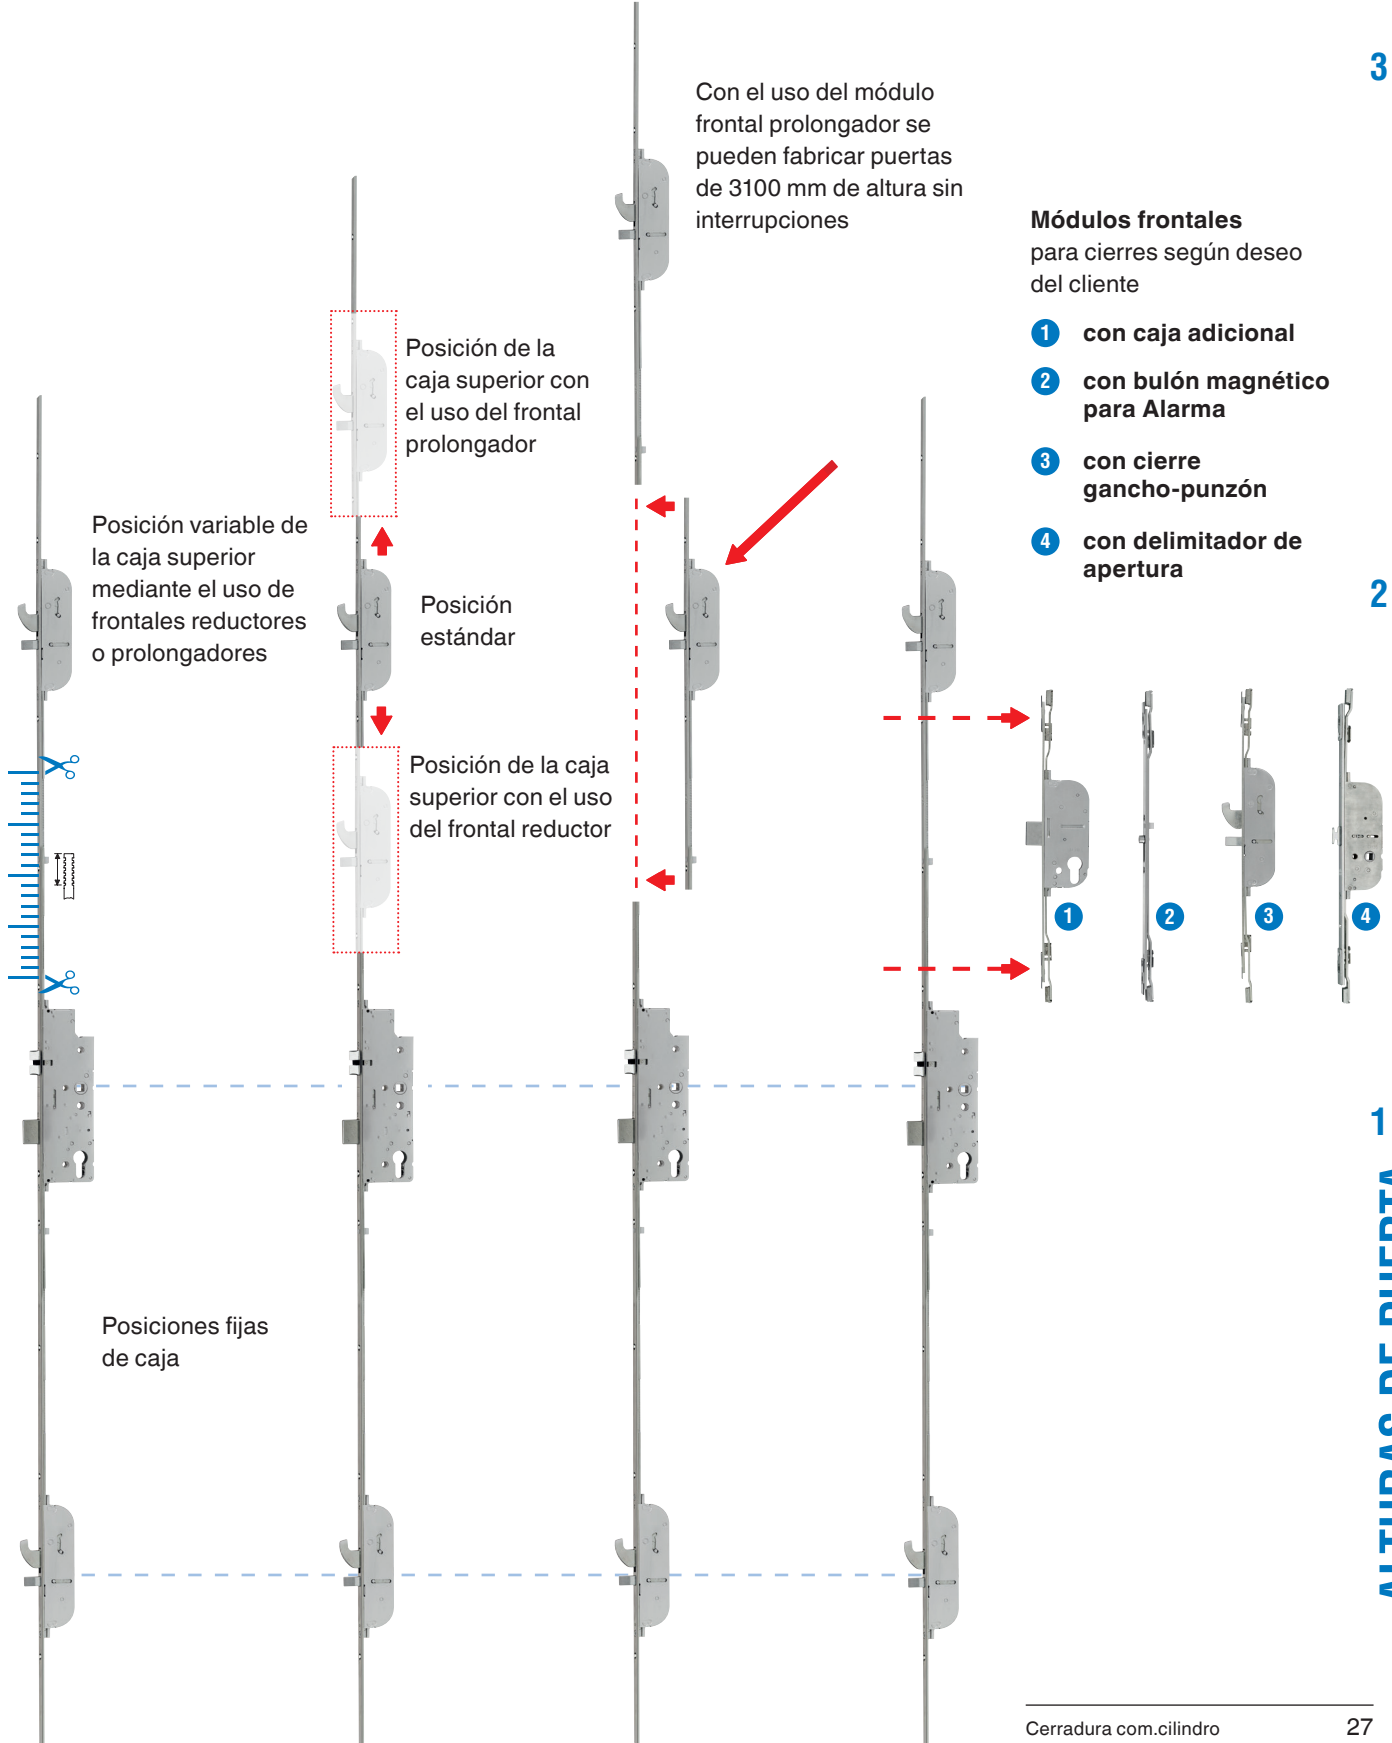 3
Con el uso del módulo
frontal prolongador se
pueden fabricar puertas
de 3100 mm de altura sin
interrupciones
Módulos frontales
para cierres según deseo
del cliente
1 con caja adicional
2 con bulón magnético
para Alarma
3 con cierre
gancho-punzón
4 con delimitador de
apertura
Posición de la
caja superior con
el uso del frontal
prolongador
Posición variable de
la caja superior
mediante el uso de
frontales reductores
o prolongadores
Posición
estándar
2
Posición de la caja
superior con el uso
del frontal reductor
1
2
3
4
1
ALTURAS DE PUERTA
Posiciones fijas
de caja
Cerradura com.cilindro
27